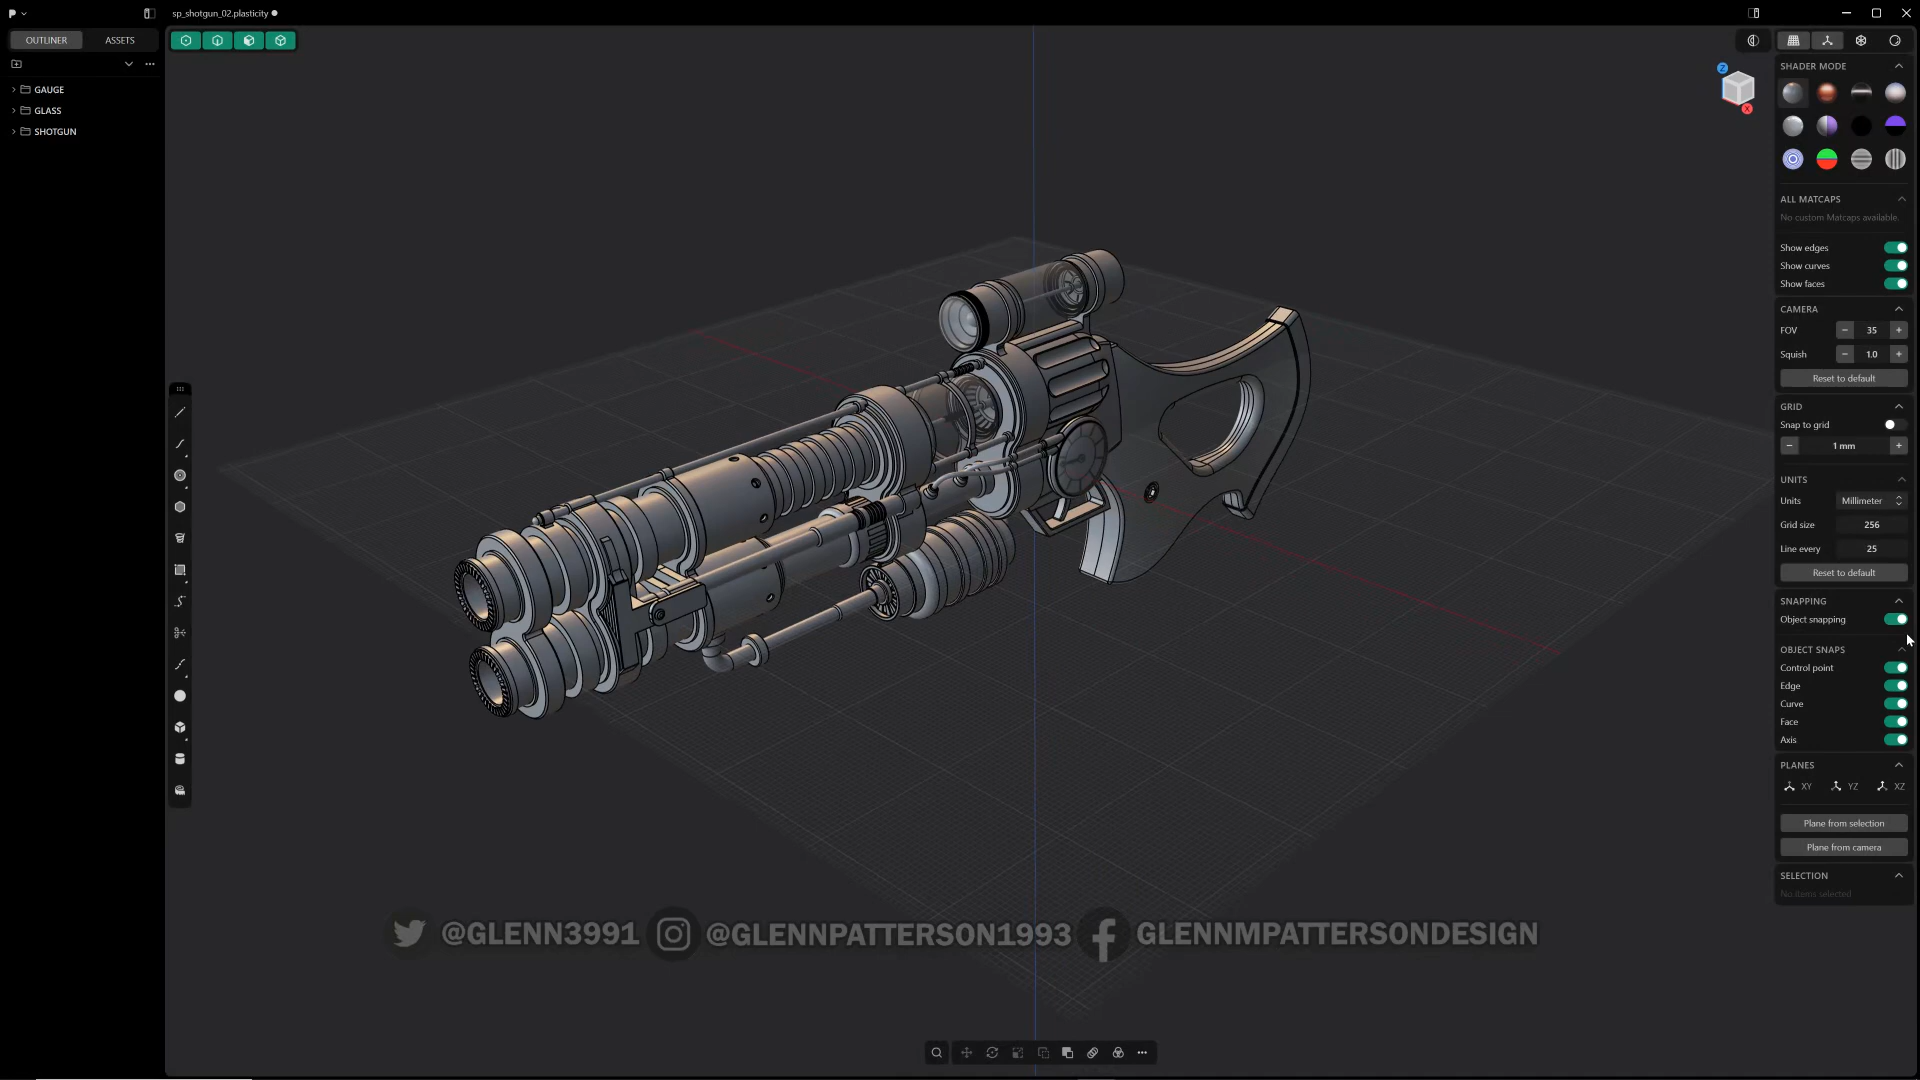 sp_shotgun_02.plasticity
OUTLINER
ASSETS
GAUGE
GLASS
SHOTGUN
Z
X
SHADER MODE
ALL MATCAPS
No custom Matcaps available.
Show edges
Show curves
Show faces
CAMERA
FOV
− 35 +
Squish
− 1.0 +
Reset to default
GRID
Snap to grid
− 1 mm +
UNITS
Units Millimeter
Grid size 256
Line every 25
Reset to default
SNAPPING
Object snapping
OBJECT SNAPS
Control point
Edge
Curve
Face
Axis
PLANES
XY YZ XZ
Plane from selection
Plane from camera
SELECTION
No items selected
@GLENN3991 @GLENNPATTERSON1993 GLENNMPATTERSONDESIGN